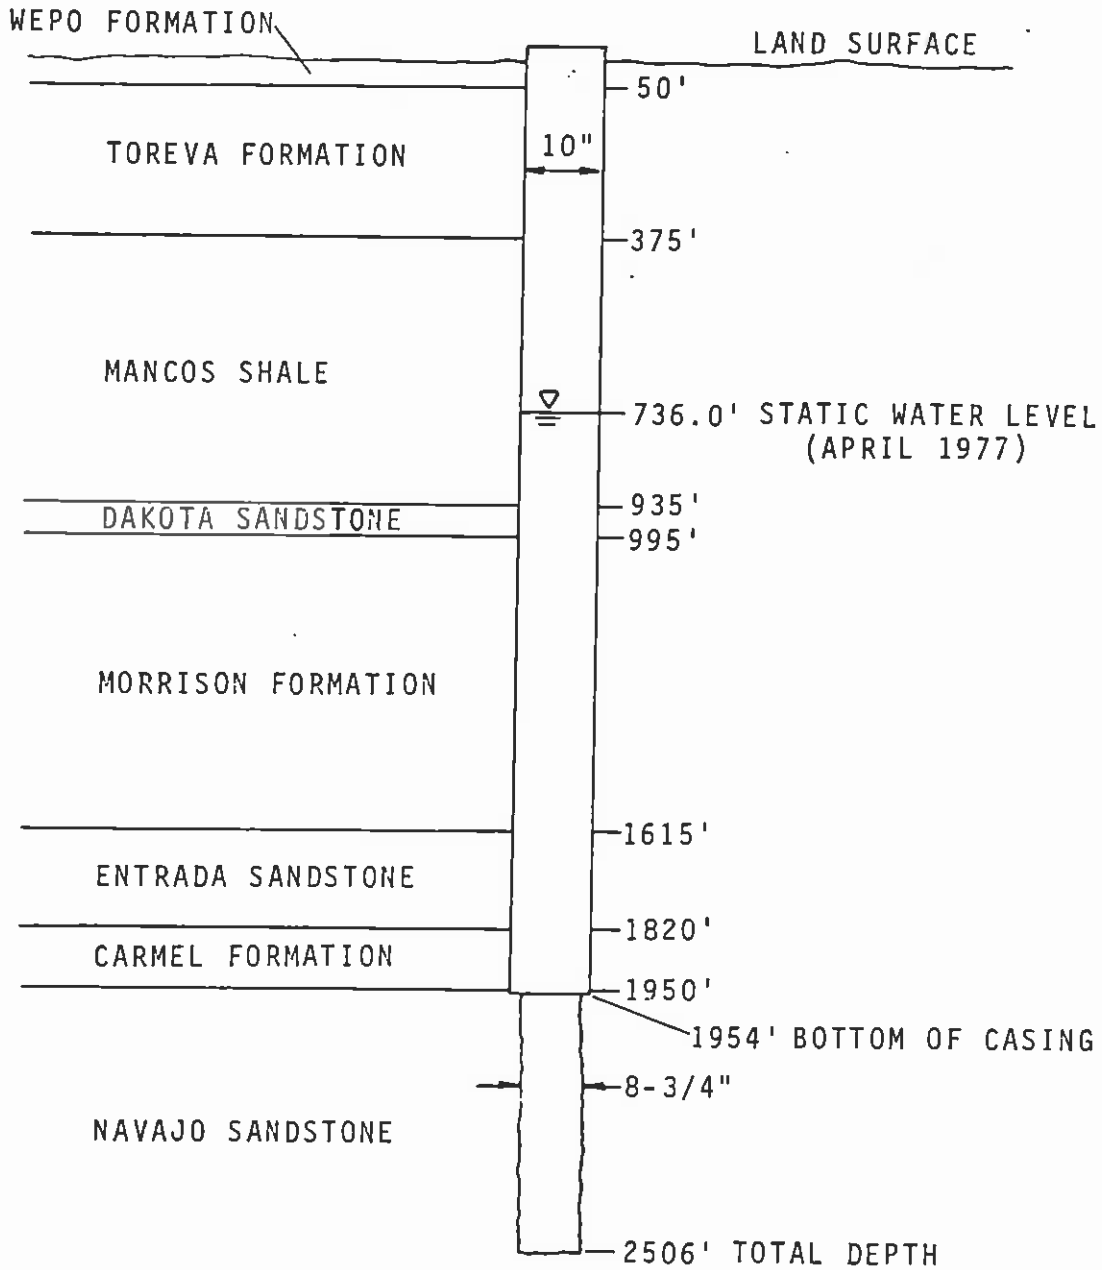 WEPO FORMATION
LAND SURFACE
50'
TOREVA FORMATION
10"
375'
MANCOS SHALE
736.0' STATIC WATER LEVEL
(APRIL 1977)
935'
DAKOTA SANDSTONE
995'
MORRISON FORMATION
1615'
ENTRADA SANDSTONE
1820'
CARMEL FORMATION
1950'
1954' BOTTOM OF CASING
8-3/4"
NAVAJO SANDSTONE
2506' TOTAL DEPTH